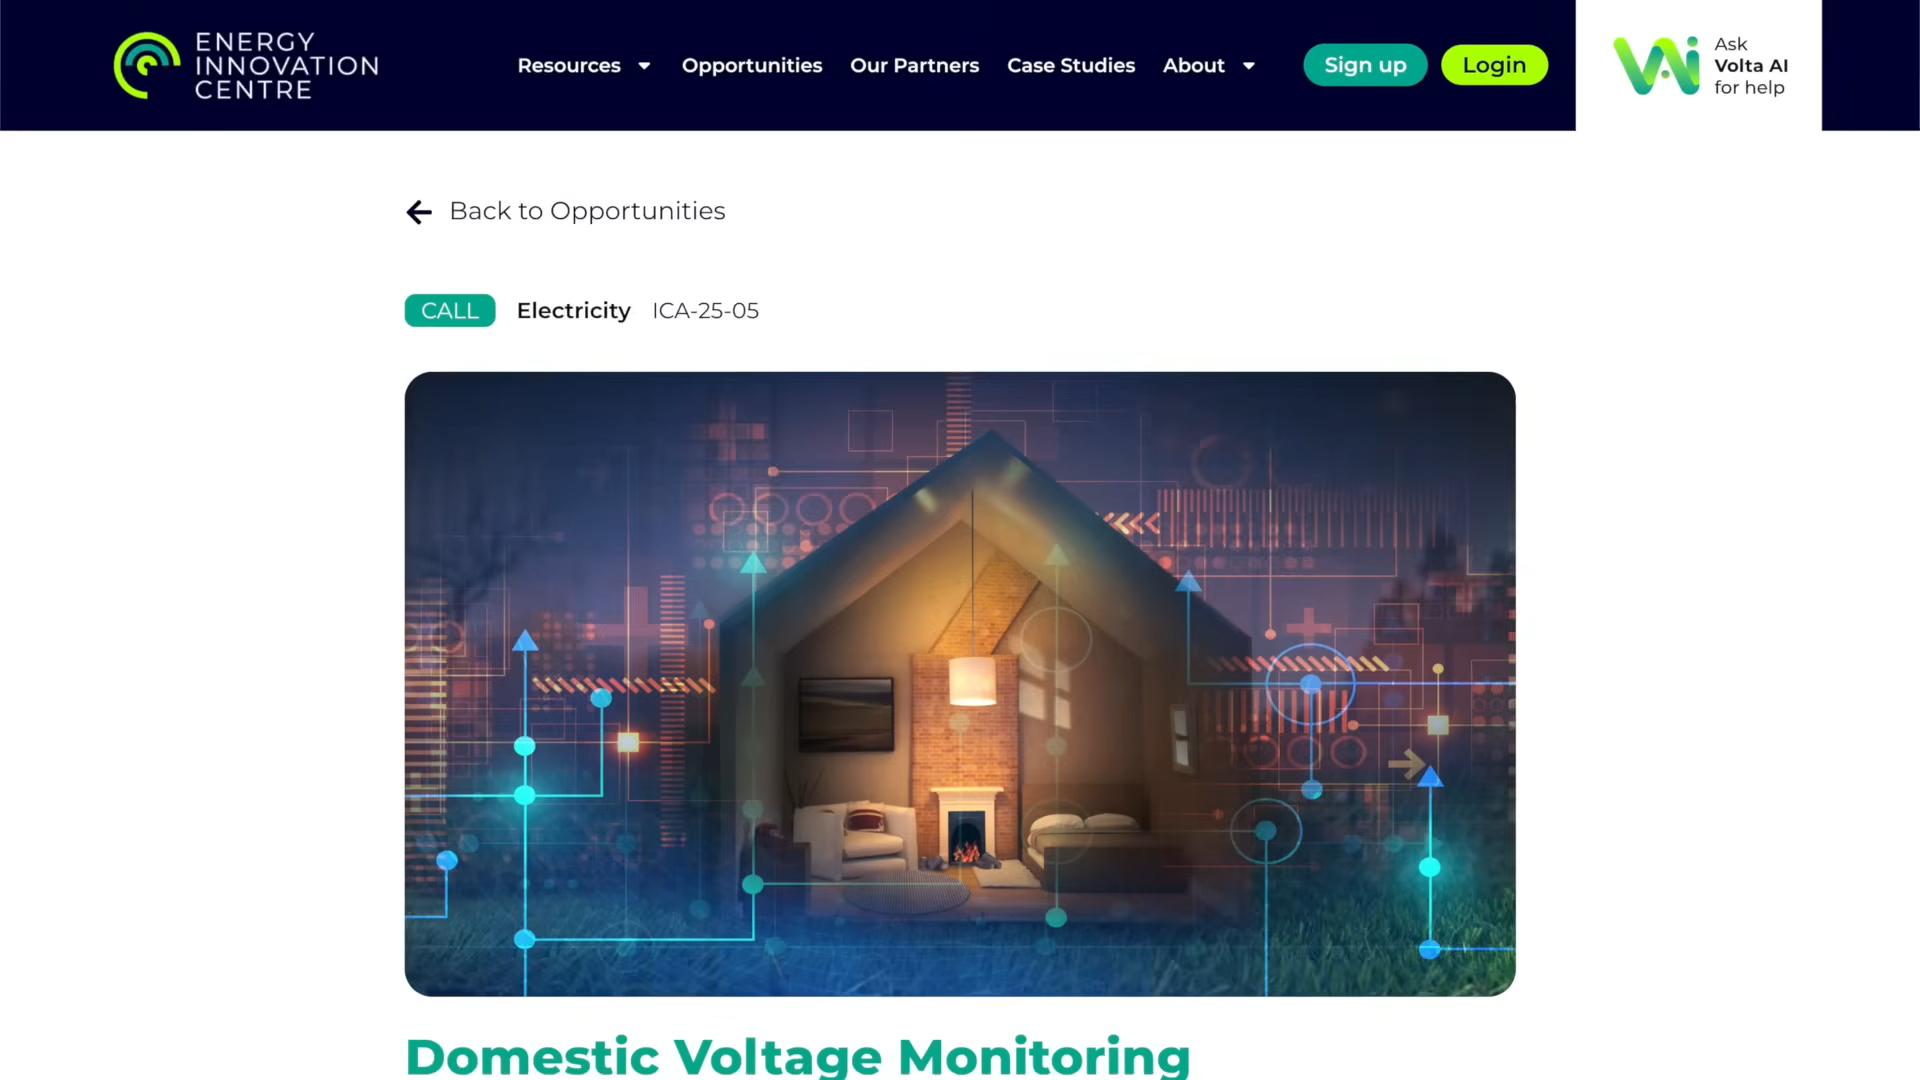 ENERGY
INNOVATION
CENTRE
Resources
Opportunities
Our Partners
Case Studies
About
Sign up
Login
Ask
Volta AI
for help
Back to Opportunities
CALL Electricity ICA-25-05
Domestic Voltage Monitoring